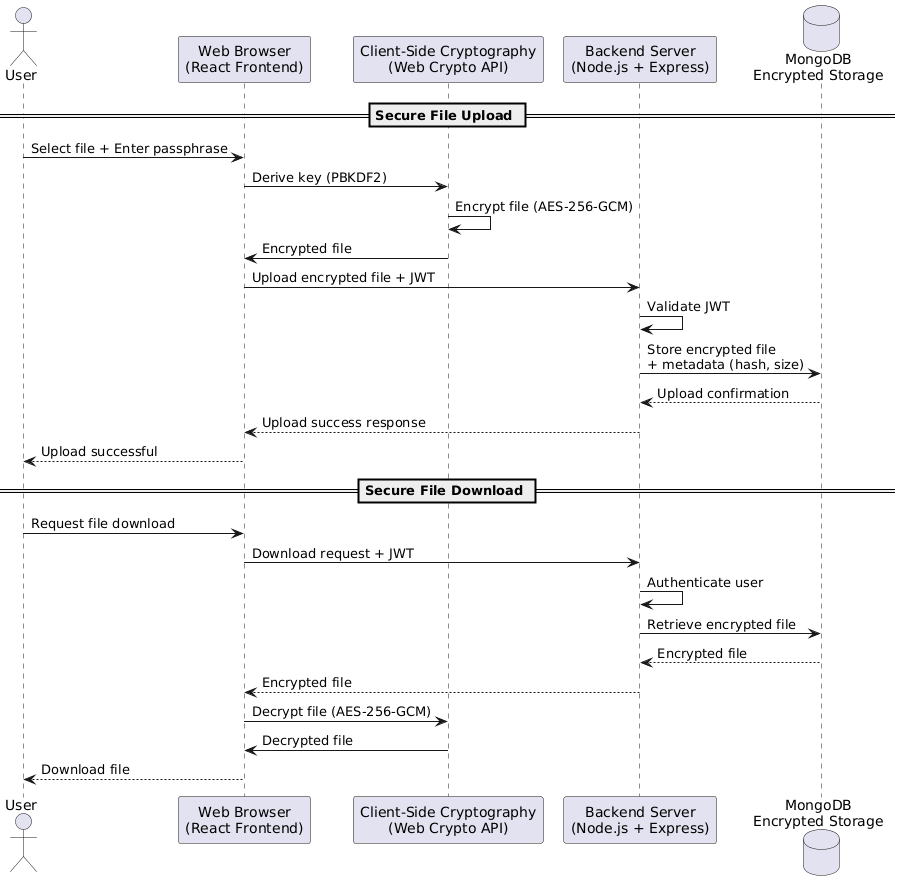 User
Web Browser
(React Frontend)
Client-Side Cryptography
(Web Crypto API)
Backend Server
(Node.js + Express)
MongoDB
Encrypted Storage
Secure File Upload
Select file + Enter passphrase
Derive key (PBKDF2)
Encrypt file (AES-256-GCM)
Encrypted file
Upload encrypted file + JWT
Validate JWT
Store encrypted file
+ metadata (hash, size)
Upload confirmation
Upload success response
Upload successful
Secure File Download
Request file download
Download request + JWT
Authenticate user
Retrieve encrypted file
Encrypted file
Encrypted file
Decrypt file (AES-256-GCM)
Decrypted file
Download file
User
Web Browser
(React Frontend)
Client-Side Cryptography
(Web Crypto API)
Backend Server
(Node.js + Express)
MongoDB
Encrypted Storage